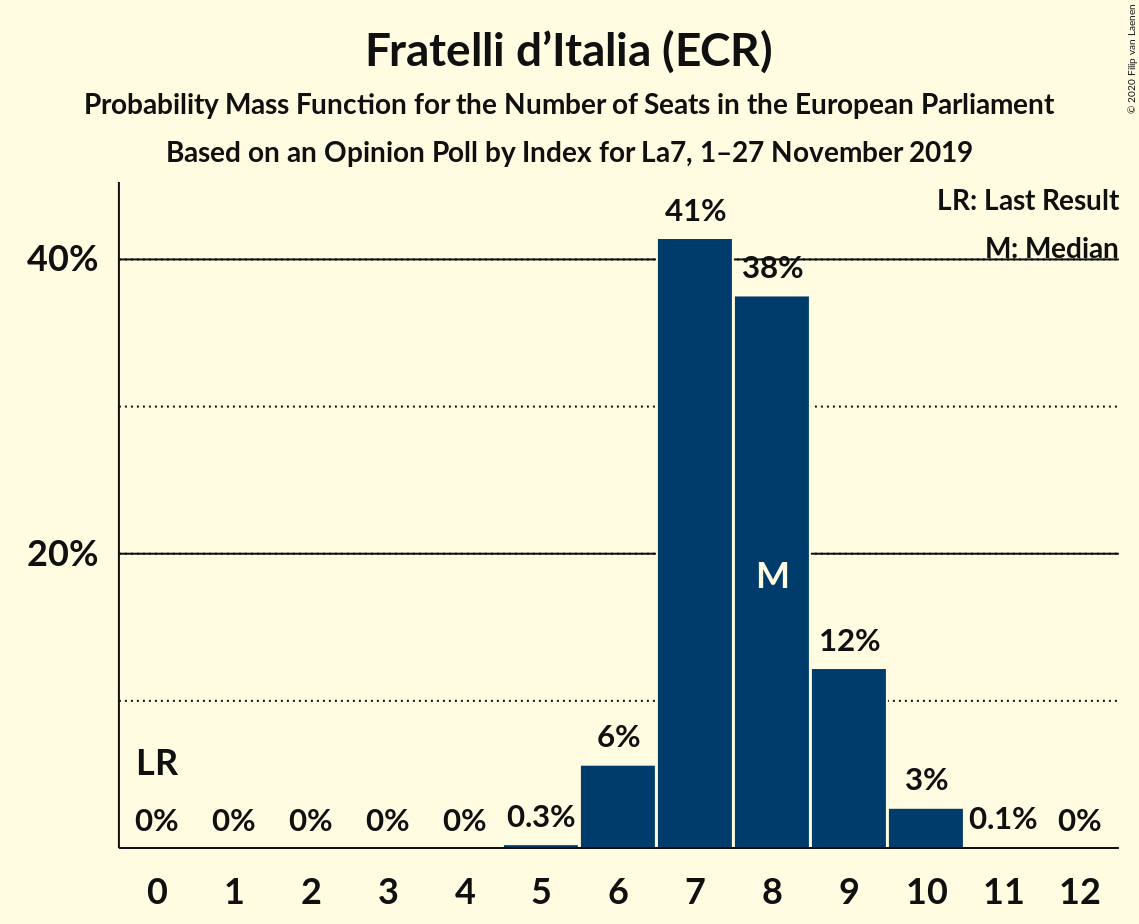 Fratelli d’Italia (ECR)
Probability Mass Function for the Number of Seats in the European Parliament
Based on an Opinion Poll by Index for La7, 1–27 November 2019
© 2020 Filip van Laenen
LR: Last Result
M: Median
40%
20%
41%
38%
M
12%
6%
3%
LR
0% 0% 0% 0% 0% 0.3% 0.1% 0%
0 1 2 3 4 5 6 7 8 9 10 11 12